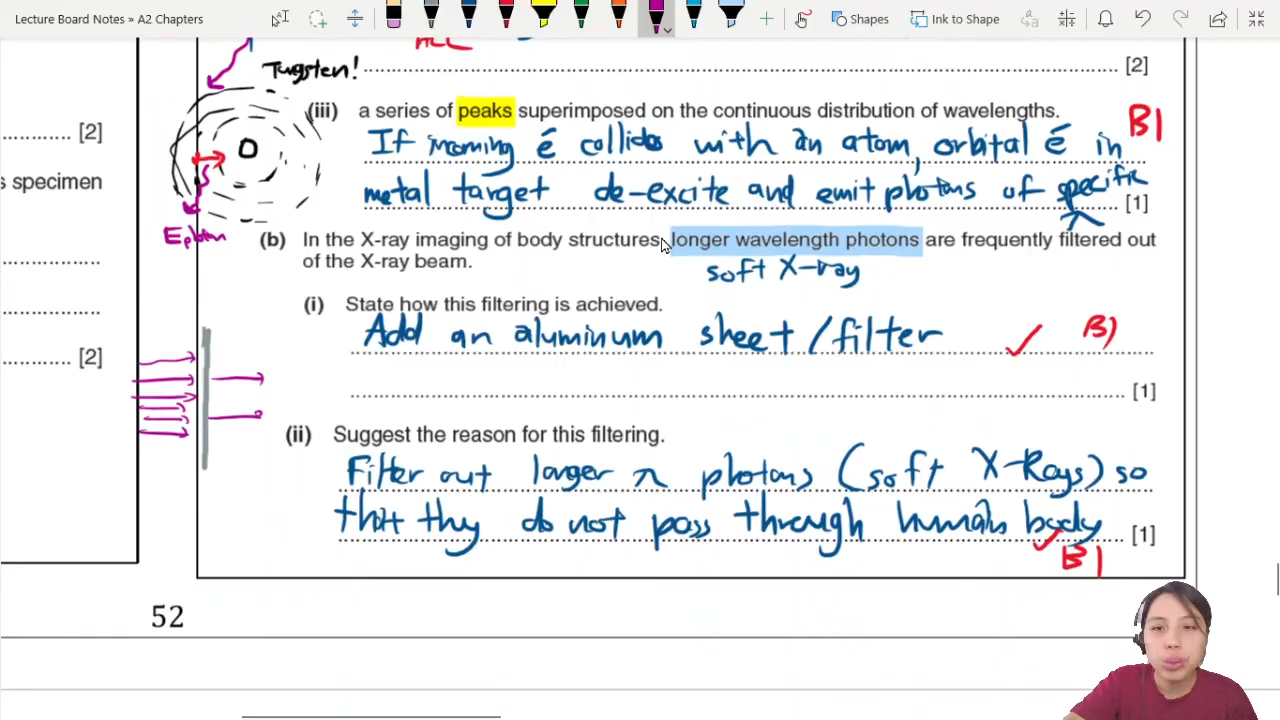 Lecture Board Notes » A2 Chapters
Shapes
Ink to Shape
Tungsten!
[2]
(iii) a series of peaks superimposed on the continuous distribution of wavelengths.
B1
If incoming e collides with an atom, orbital e in
metal target de-excite and emit photons of specific
[1]
[2]
s specimen
[2]
E photon
(b) In the X-ray imaging of body structures, longer wavelength photons are frequently filtered out
of the X-ray beam.
soft X-ray
(i) State how this filtering is achieved.
Add an aluminum sheet/filter
B1
[1]
(ii) Suggest the reason for this filtering.
Filter out larger λ photons (soft X-Rays) so
that they do not pass through human body
[1]
B1
52